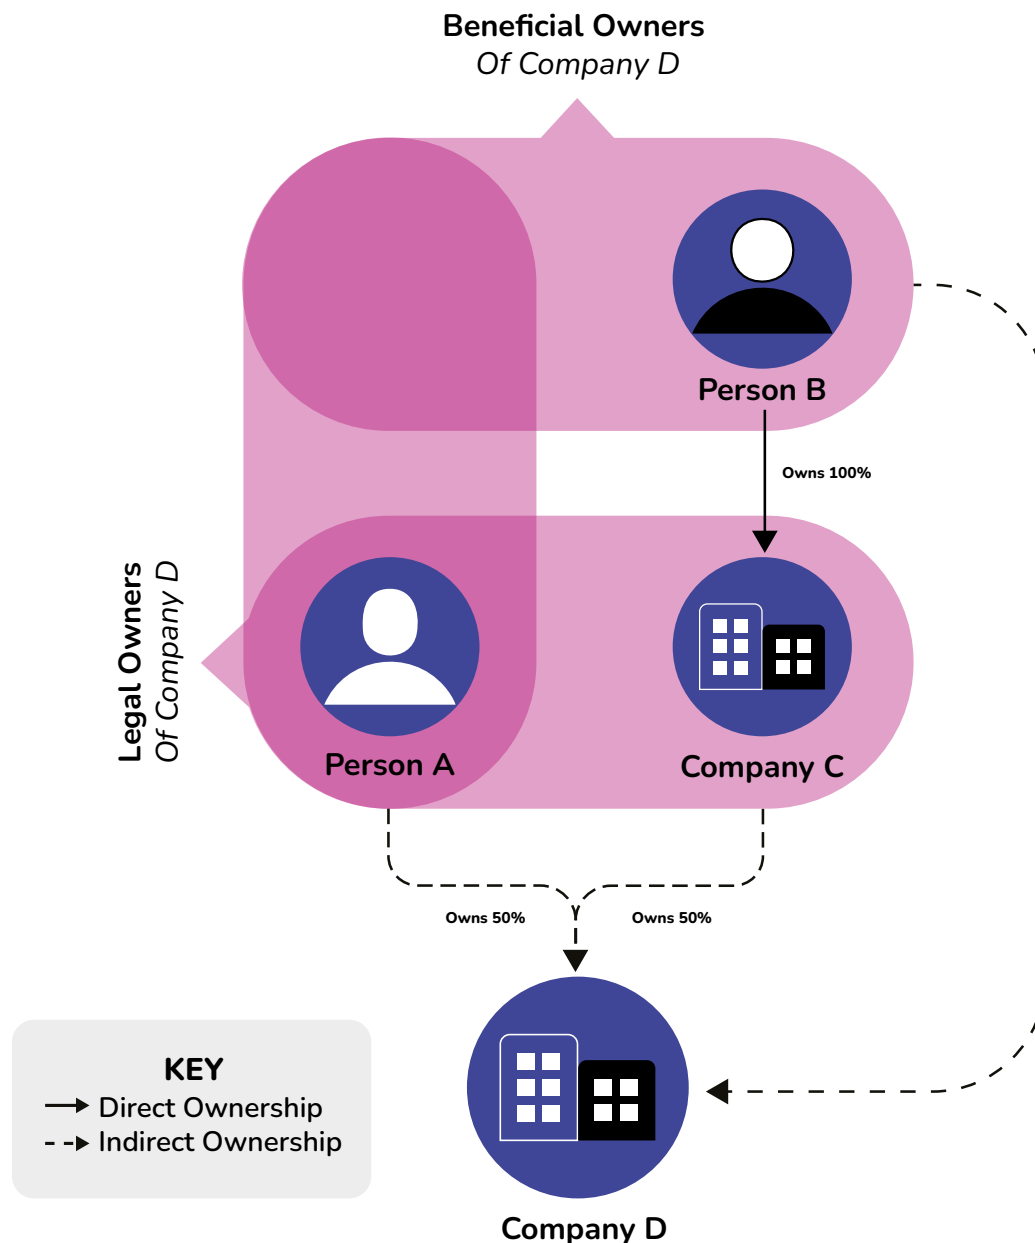 Beneficial Owners
Of Company D
Person B
Owns 100%
Legal Owners
Of Company D
Person A
Company C
Owns 50%
Owns 50%
KEY
Direct Ownership
Indirect Ownership
Company D